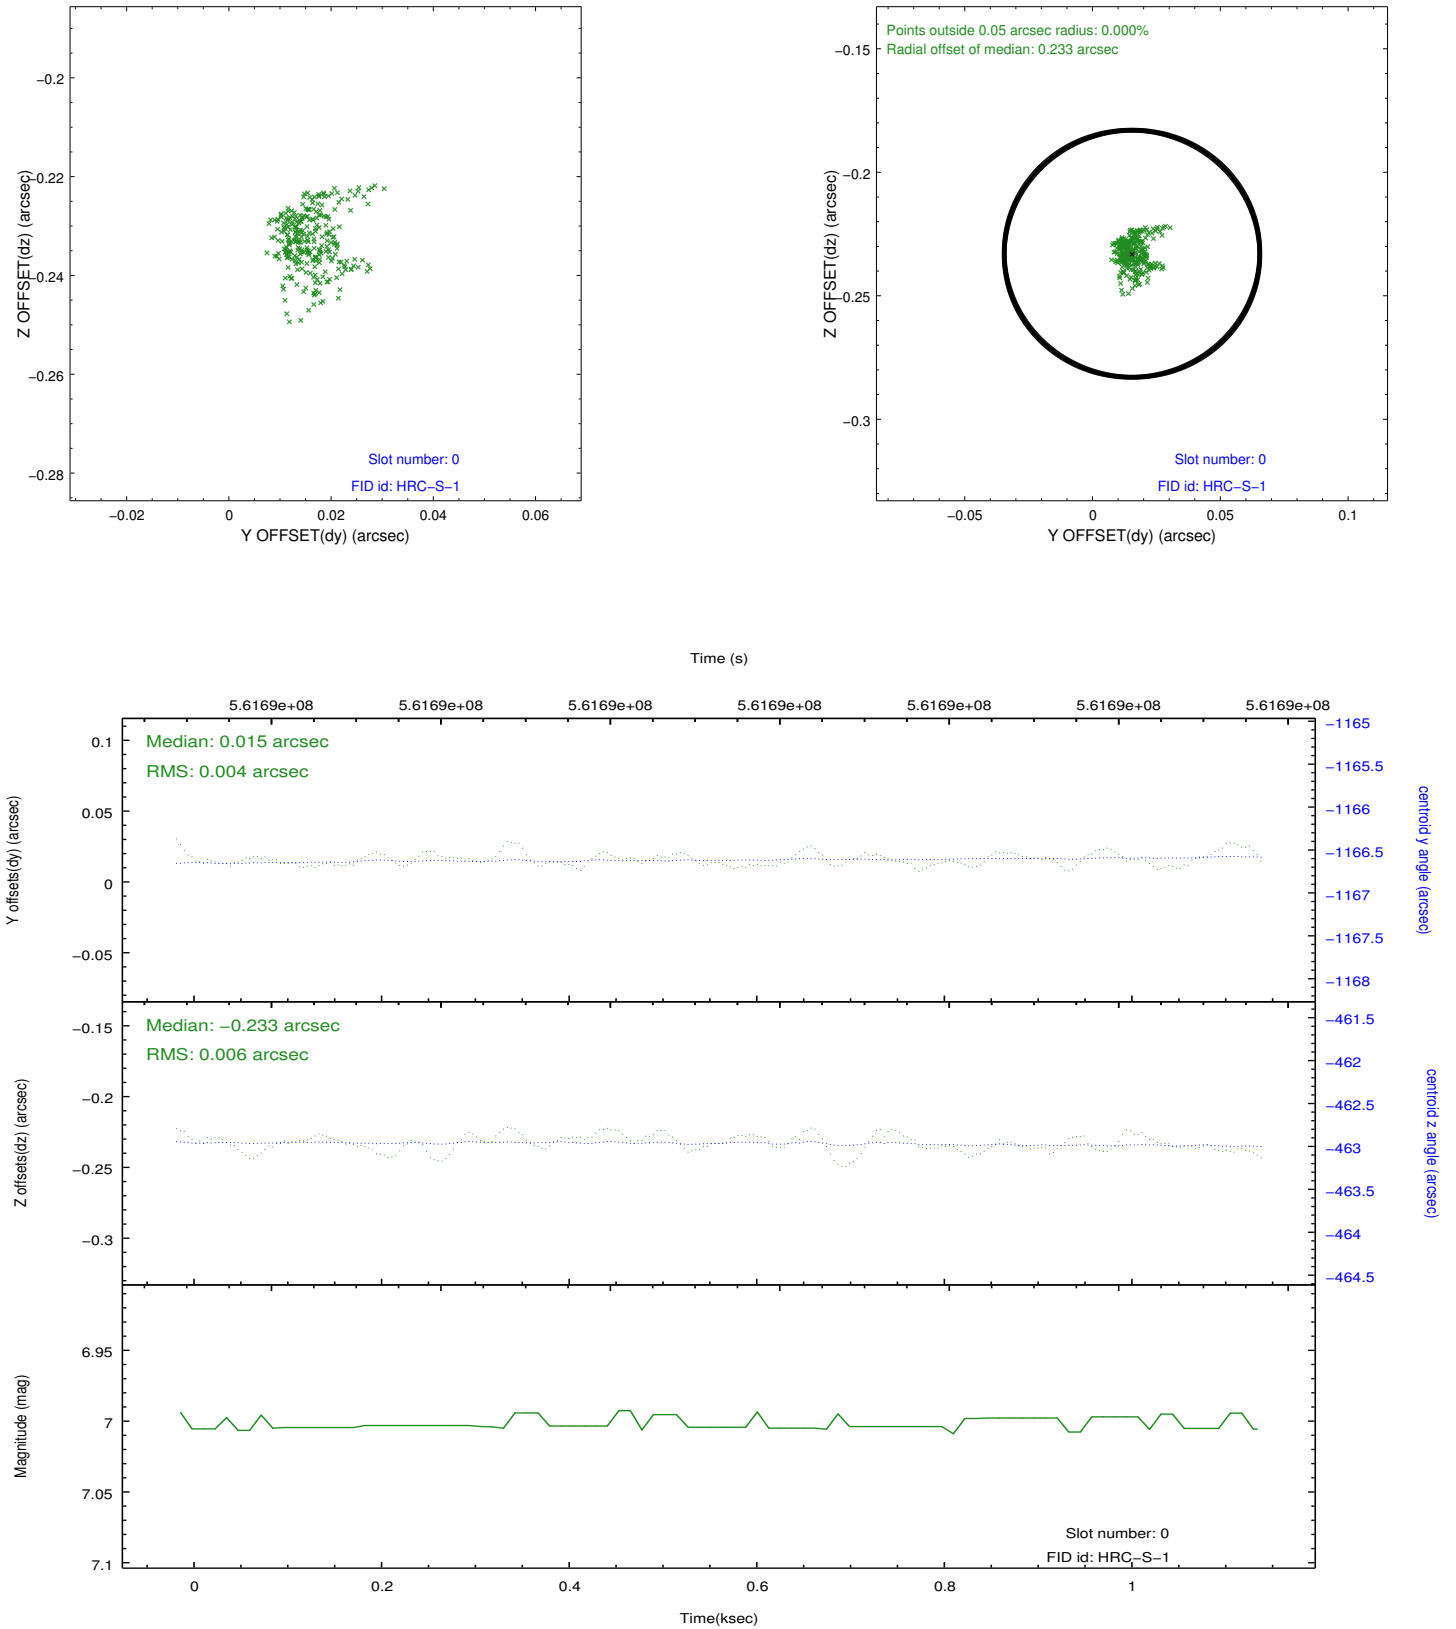 −0.2
−0.22
−0.24
−0.26
−0.28
Z OFFSET(dz) (arcsec)
Slot number: 0
FID id: HRC−S−1
−0.02
0
0.02
0.04
0.06
Y OFFSET(dy) (arcsec)
Points outside 0.05 arcsec radius: 0.000%
Radial offset of median: 0.233 arcsec
−0.15
−0.2
−0.25
−0.3
Z OFFSET(dz) (arcsec)
Slot number: 0
FID id: HRC−S−1
−0.05
0
0.05
0.1
Y OFFSET(dy) (arcsec)
Time (s)
5.6169e+08 5.6169e+08 5.6169e+08 5.6169e+08 5.6169e+08 5.6169e+08 5.6169e+08
Median: 0.015 arcsec
RMS: 0.004 arcsec
0.1
0.05
0
−0.05
Y offsets(dy) (arcsec)
−1165
−1165.5
−1166
−1166.5
−1167
−1167.5
−1168
centroid y angle (arcsec)
Median: −0.233 arcsec
RMS: 0.006 arcsec
−0.15
−0.2
−0.25
−0.3
Z offsets(dz) (arcsec)
−461.5
−462
−462.5
−463
−463.5
−464
−464.5
centroid z angle (arcsec)
6.95
7
7.05
7.1
Magnitude (mag)
Slot number: 0
FID id: HRC−S−1
0
0.2
0.4
0.6
0.8
1
Time(ksec)